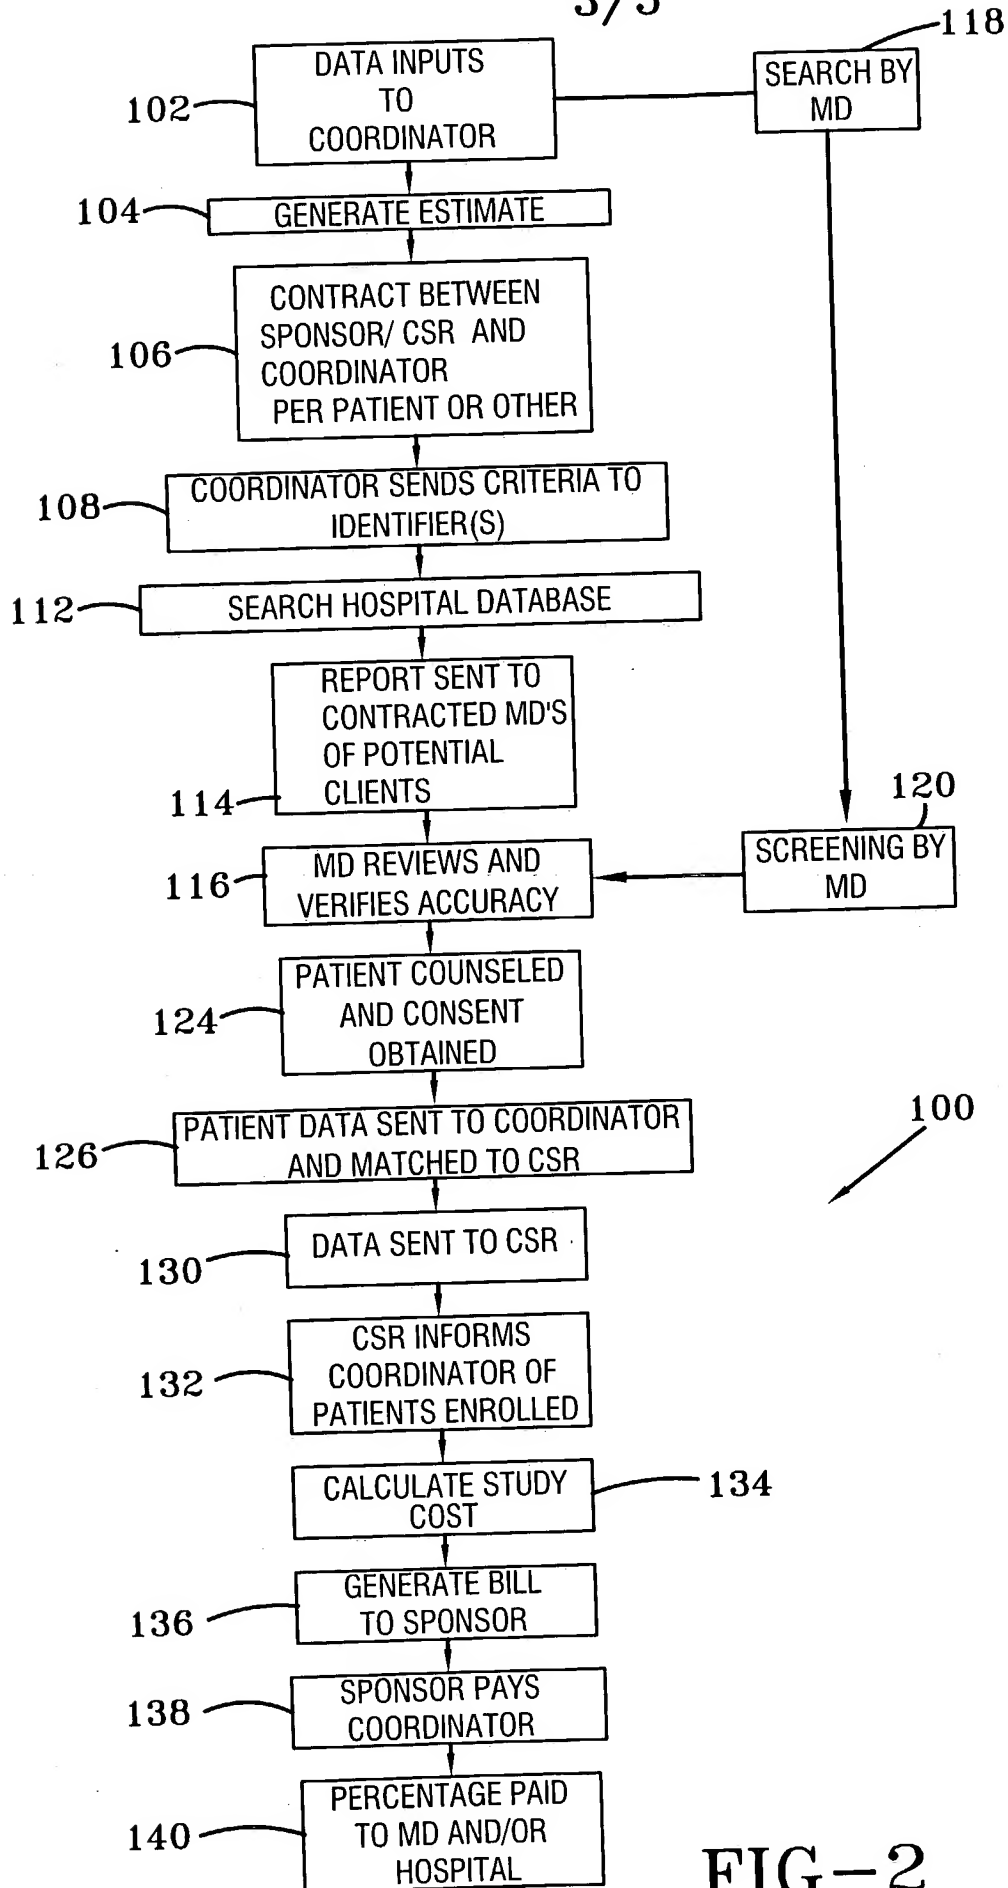 3/3
118
DATA INPUTS
TO
COORDINATOR
102
SEARCH BY
MD
104
GENERATE ESTIMATE
CONTRACT BETWEEN
SPONSOR/ CSR AND
COORDINATOR
PER PATIENT OR OTHER
106
108
COORDINATOR SENDS CRITERIA TO
IDENTIFIER(S)
112
SEARCH HOSPITAL DATABASE
REPORT SENT TO
CONTRACTED MD'S
OF POTENTIAL
CLIENTS
114
120
116
MD REVIEWS AND
VERIFIES ACCURACY
SCREENING BY
MD
124
PATIENT COUNSELED
AND CONSENT
OBTAINED
100
126
PATIENT DATA SENT TO COORDINATOR
AND MATCHED TO CSR
130
DATA SENT TO CSR
132
CSR INFORMS
COORDINATOR OF
PATIENTS ENROLLED
CALCULATE STUDY
COST
134
136
GENERATE BILL
TO SPONSOR
138
SPONSOR PAYS
COORDINATOR
140
PERCENTAGE PAID
TO MD AND/OR
HOSPITAL
FIG-2